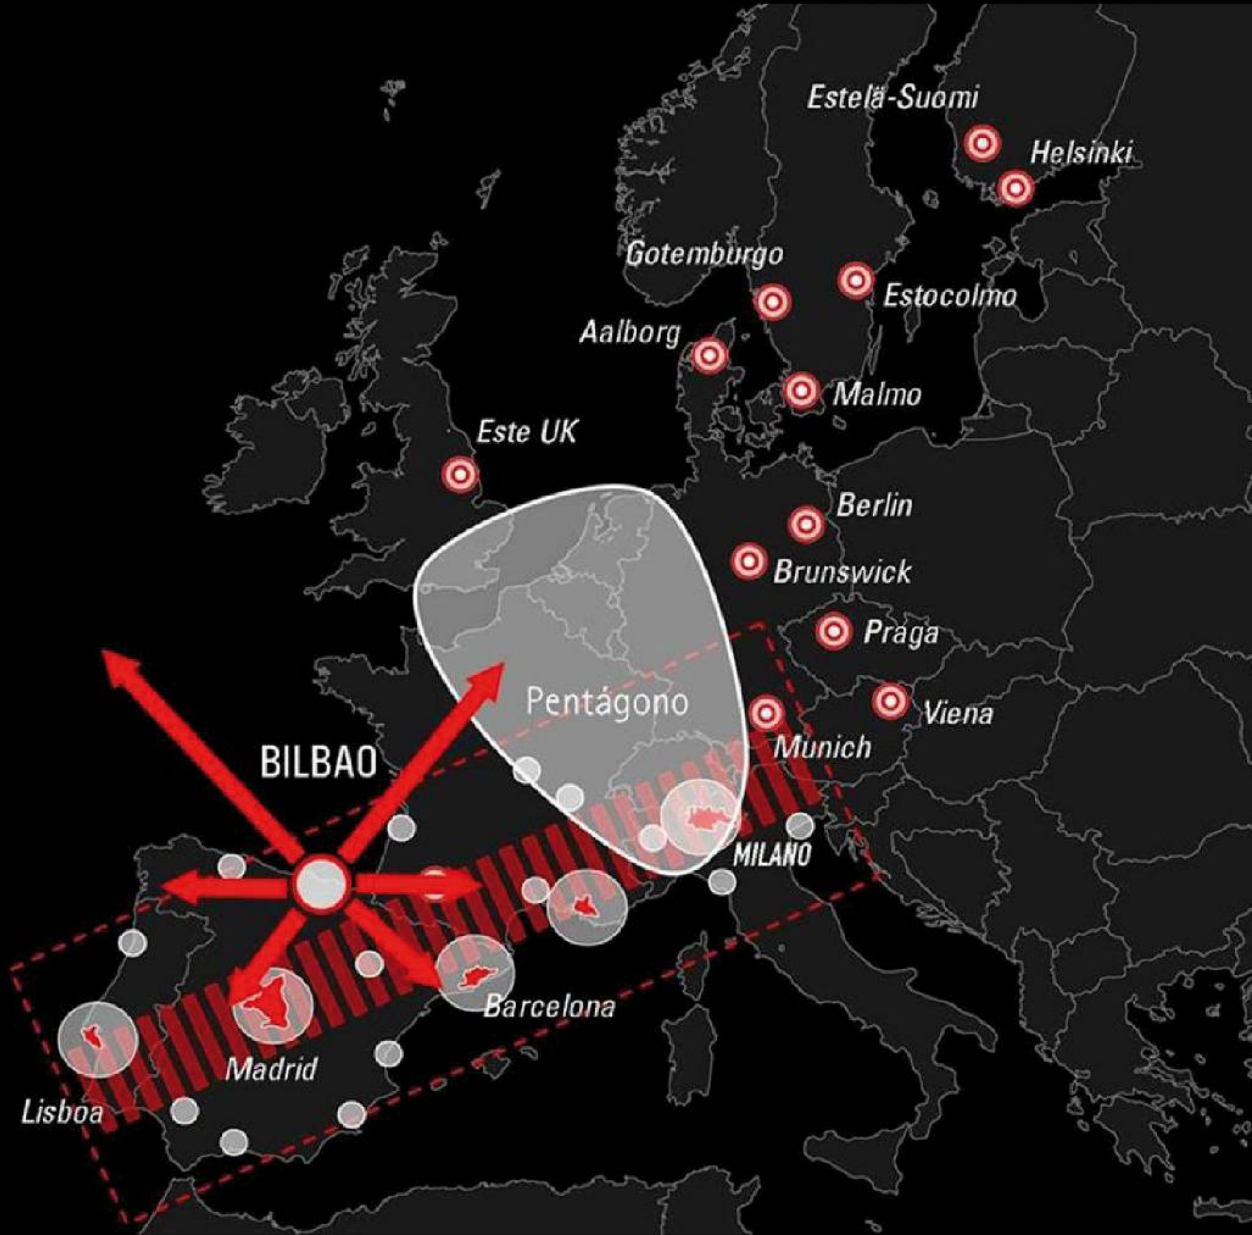 Estelä-Suomi
Helsinki
Gotemburgo
Estocolmo
Aalborg
Malmo
Este UK
Berlin
Brunswick
Praga
Pentágono
Viena
Munich
BILBAO
MILAÑO
Barcelona
Madrid
Lisboa